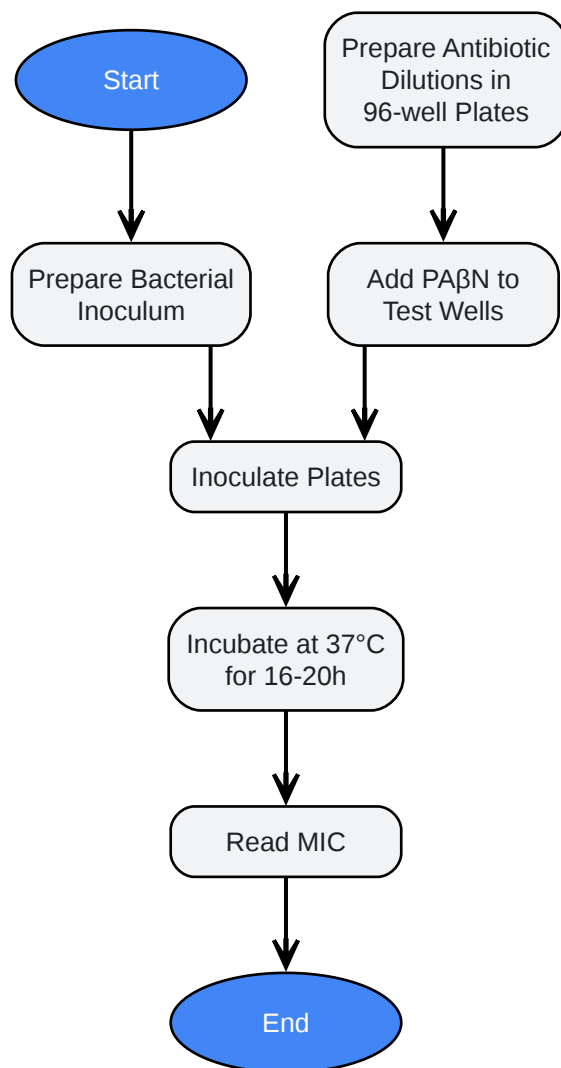 Start
Prepare Antibiotic
Dilutions in
96-well Plates
Prepare Bacterial
Inoculum
Add PAβN to
Test Wells
Inoculate Plates
Incubate at 37°C
for 16-20h
Read MIC
End